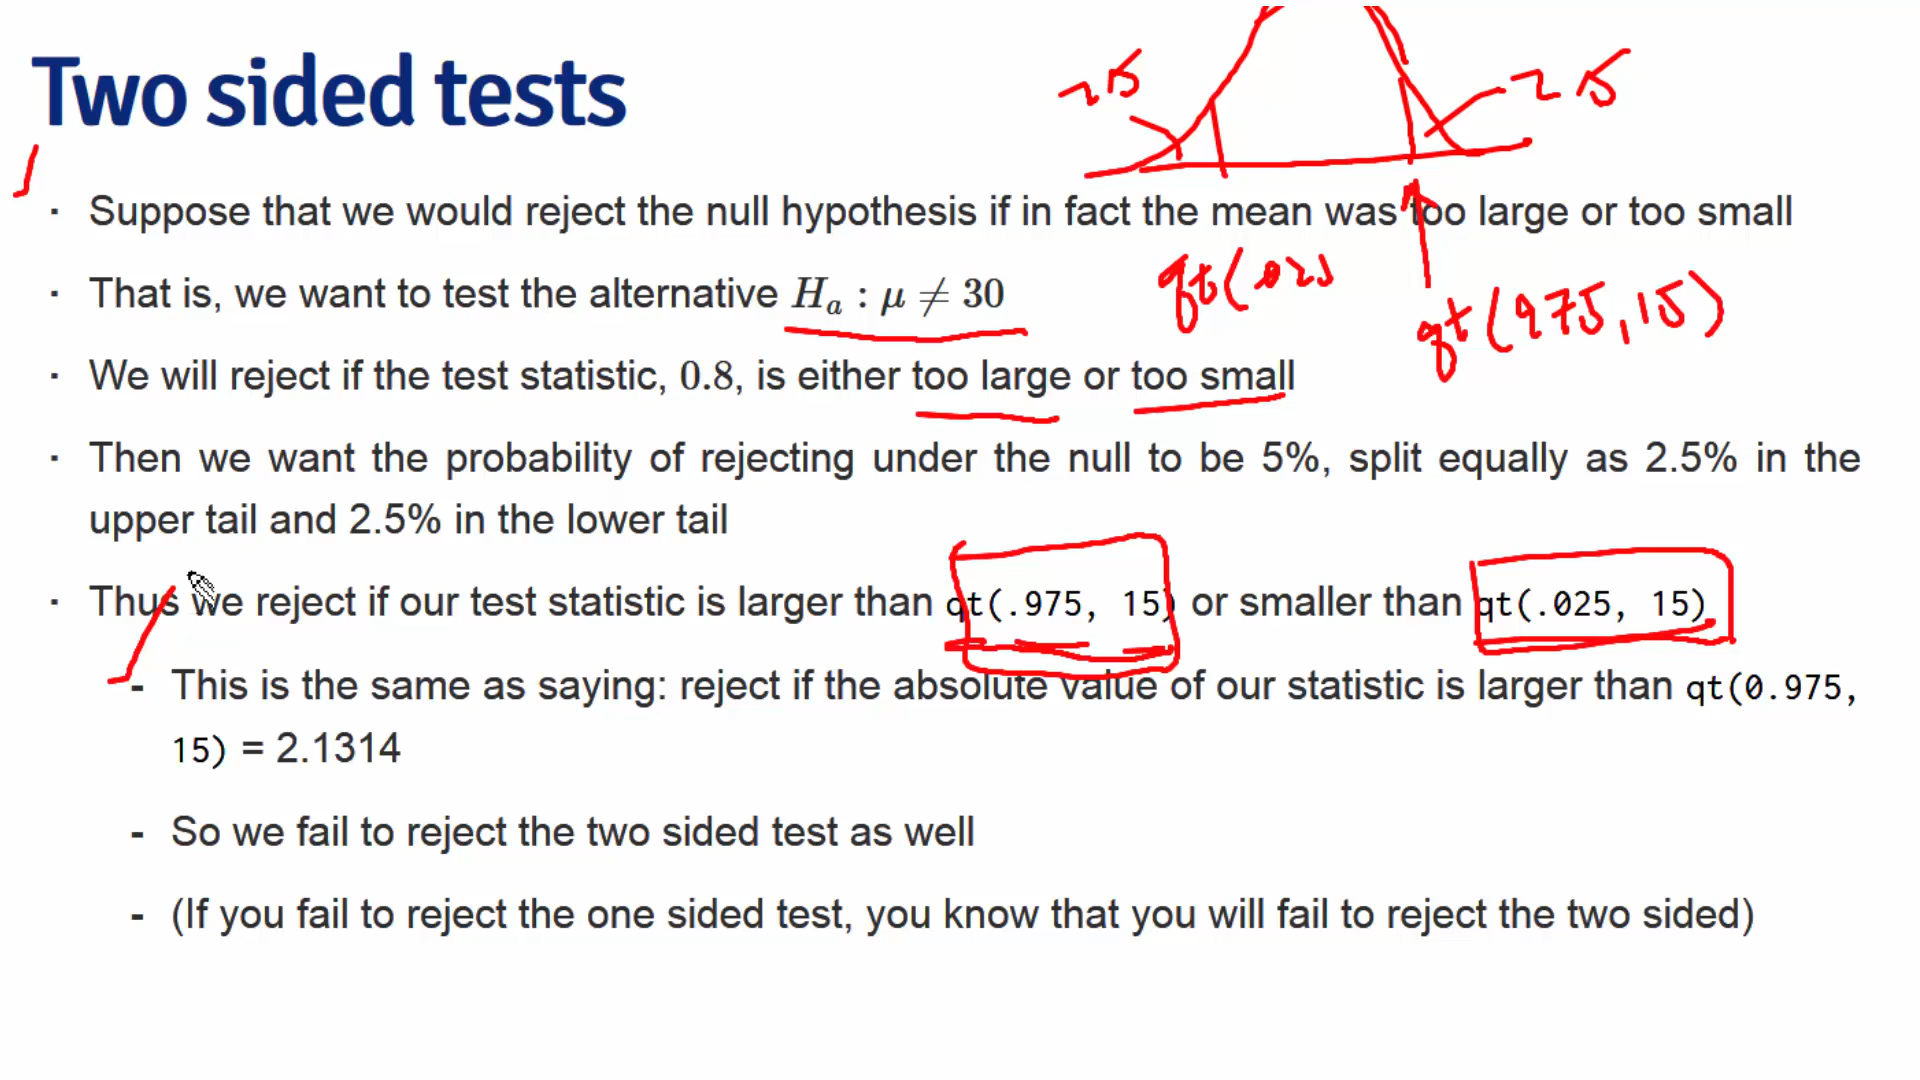 Two sided tests
25
25
· Suppose that we would reject the null hypothesis if in fact the mean was too large or too small
qt(.025
· That is, we want to test the alternative Hₐ : μ ≠ 30
qt(975,15)
· We will reject if the test statistic, 0.8, is either too large or too small
· Then we want the probability of rejecting under the null to be 5%, split equally as 2.5% in the
upper tail and 2.5% in the lower tail
· Thus we reject if our test statistic is larger than qt(.975, 15) or smaller than qt(.025, 15)
- This is the same as saying: reject if the absolute value of our statistic is larger than qt(0.975,
15) = 2.1314
- So we fail to reject the two sided test as well
- (If you fail to reject the one sided test, you know that you will fail to reject the two sided)